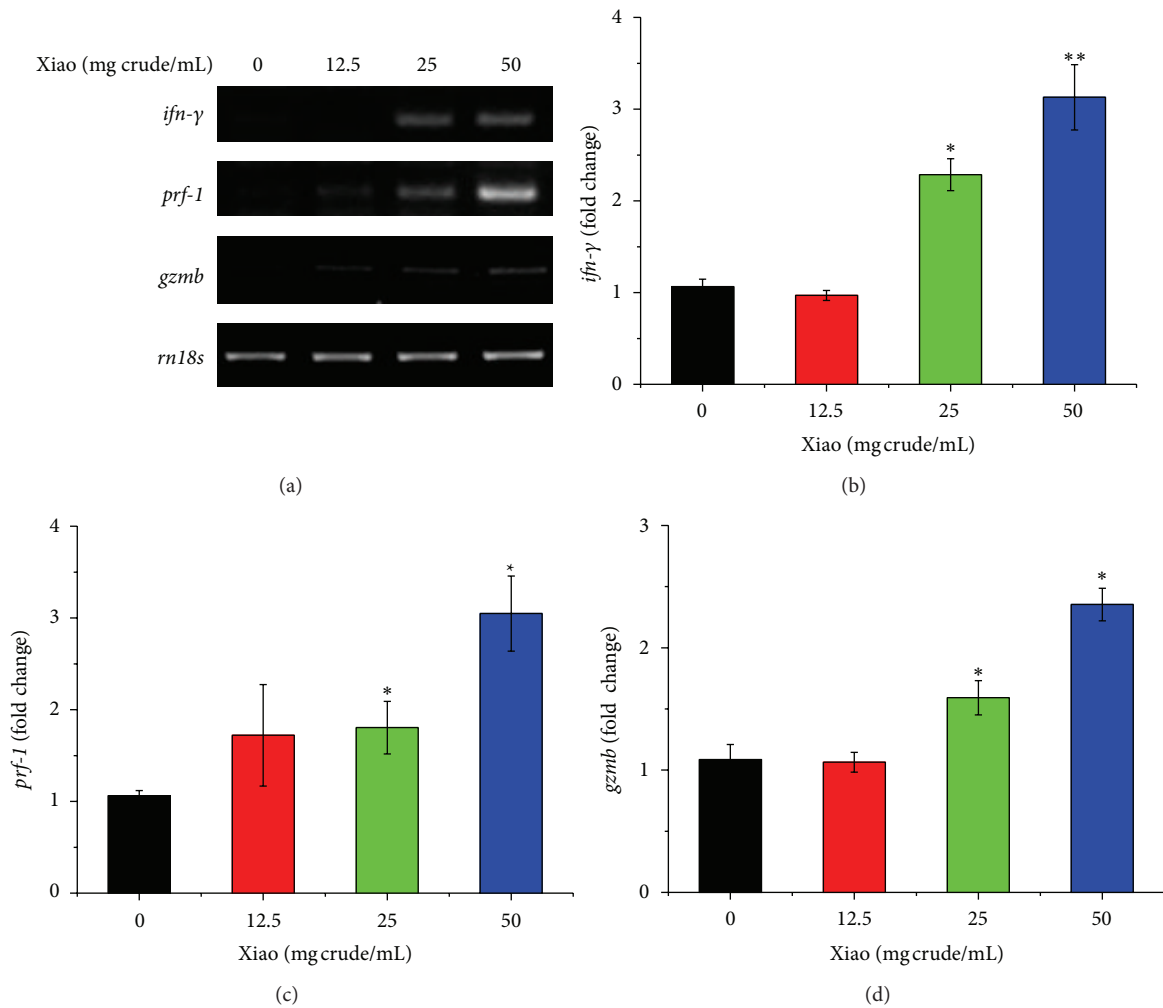 Xiao (mg crude/mL) 0 12.5 25 50
ifn-γ
prf-1
gzmb
rn18s
(a)
4
3
2
1
0
ifn-γ (fold change)
* **
0 12.5 25 50
Xiao (mg crude/mL)
(b)
4
3
2
1
0
prf-1 (fold change)
* *
0 12.5 25 50
Xiao (mg crude/mL)
(c)
3
2
1
0
gzmb (fold change)
* *
0 12.5 25 50
Xiao (mg crude/mL)
(d)